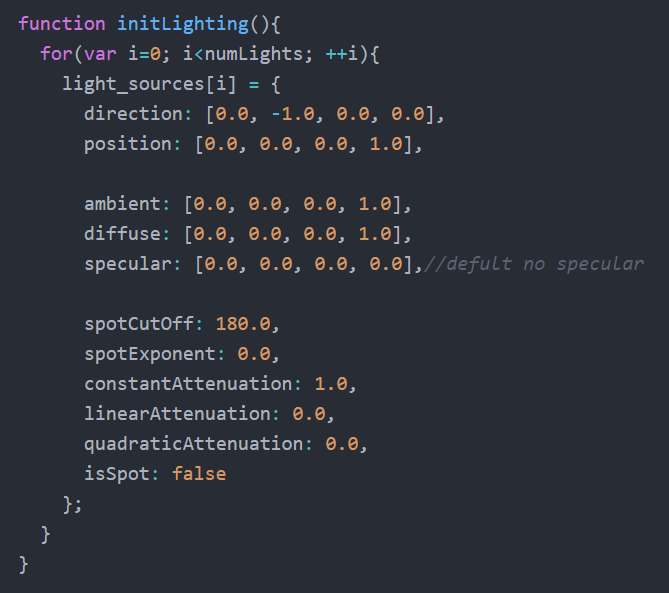 function initLighting(){
  for(var i=0; i<numLights; ++i){
    light_sources[i] = {
      direction: [0.0, -1.0, 0.0, 0.0],
      position: [0.0, 0.0, 0.0, 1.0],

      ambient: [0.0, 0.0, 0.0, 1.0],
      diffuse: [0.0, 0.0, 0.0, 1.0],
      specular: [0.0, 0.0, 0.0, 0.0],//defult no specular

      spotCutOff: 180.0,
      spotExponent: 0.0,
      constantAttenuation: 1.0,
      linearAttenuation: 0.0,
      quadraticAttenuation: 0.0,
      isSpot: false
    };
  }
}